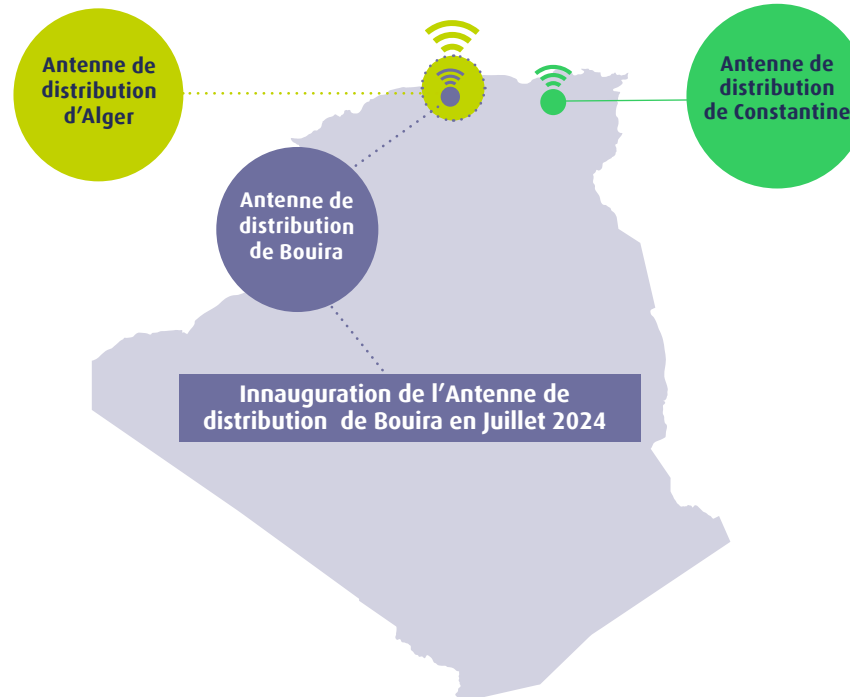 Antenne de
distribution
d'Alger
Antenne de
distribution
de Constantine
Antenne de
distribution
de Bouira
Innauguration de l'Antenne de
distribution de Bouira en Juillet 2024